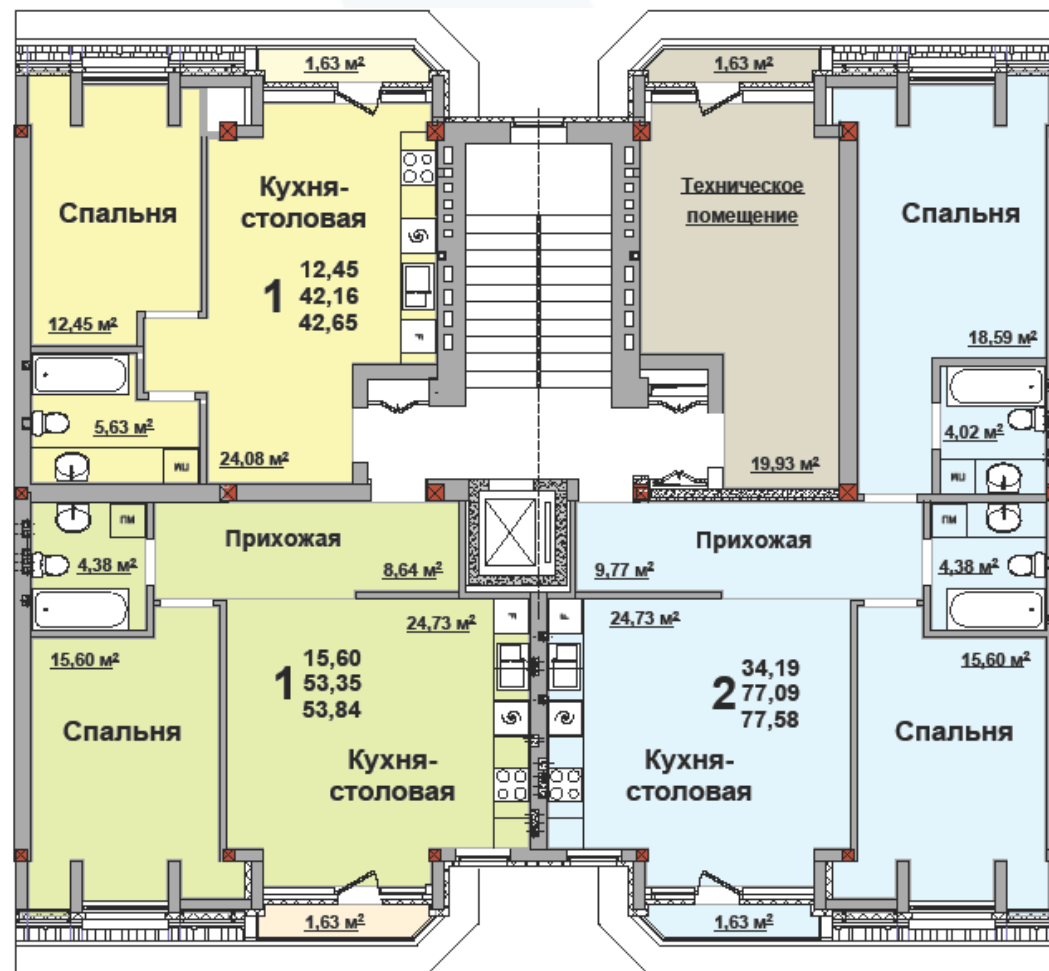 1,63 м²
1,63 м²
Спальня
12,45 м²
Кухня-
столовая
1
12,45
42,16
42,65
24,08 м²
5,63 м²
ПМ
Техническое
помещение
19,93 м²
Спальня
18,59 м²
4,02 м²
ПМ
ПМ
4,38 м²
Прихожая
8,64 м²
Прихожая
9,77 м²
ПМ
4,38 м²
15,60 м²
Спальня
24,73 м²
1
15,60
53,35
53,84
Кухня-
столовая
24,73 м²
2
34,19
77,09
77,58
Кухня-
столовая
15,60 м²
Спальня
1,63 м²
1,63 м²